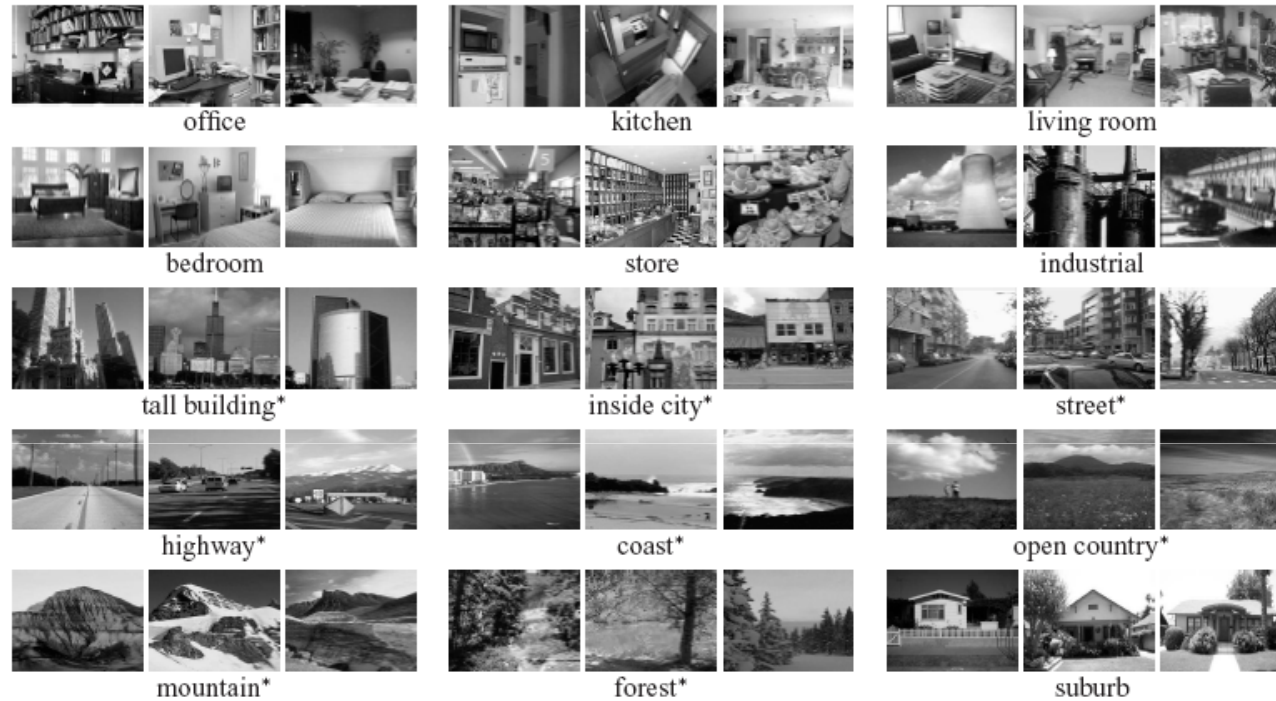 office
kitchen
living room
5
bedroom
store
industrial
tall building*
inside city*
street*
highway*
coast*
open country*
mountain*
forest*
suburb